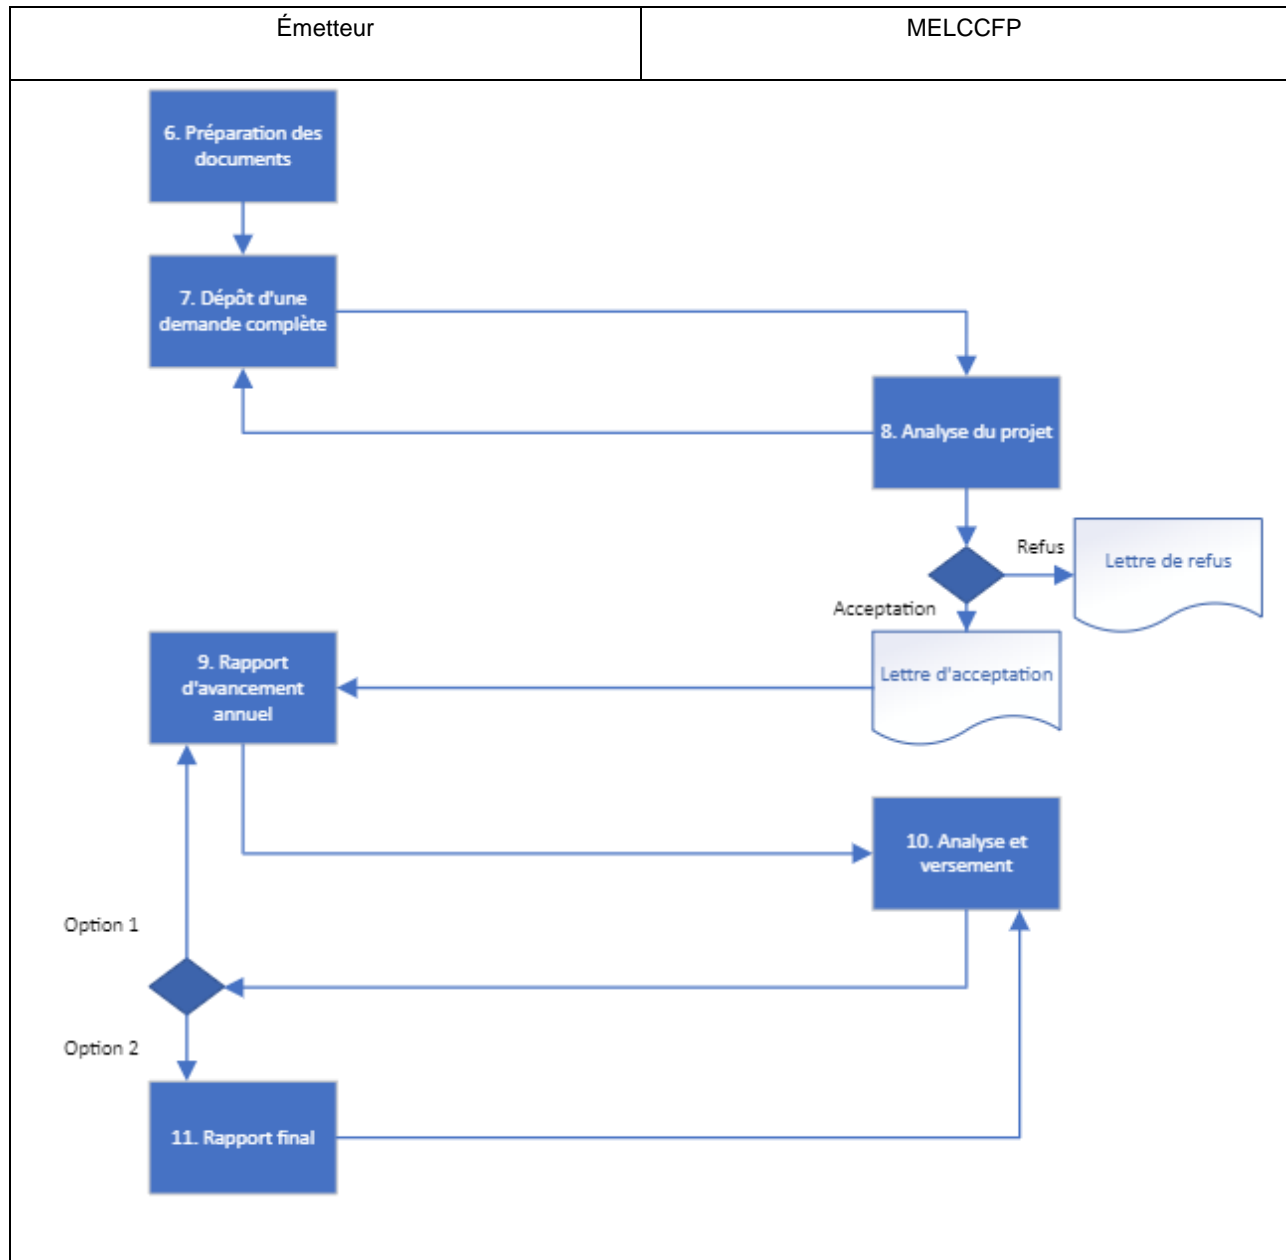 Émetteur
MELCCFP
6. Préparation des
documents
7. Dépôt d'une
demande complète
8. Analyse du projet
Refus
Lettre de refus
Acceptation
Lettre d'acceptation
9. Rapport
d'avancement
annuel
10. Analyse et
versement
Option 1
Option 2
11. Rapport final